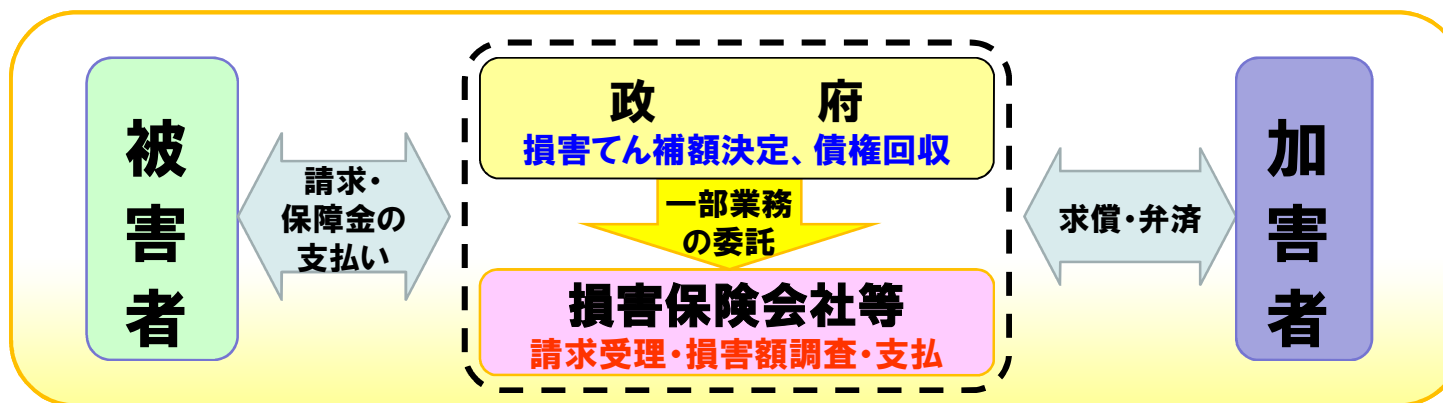 被害者
請求・
保障金の
支払い
政　　府
損害てん補額決定、債権回収
一部業務
の委託
損害保険会社等
請求受理・損害額調査・支払
求償・弁済
加害者